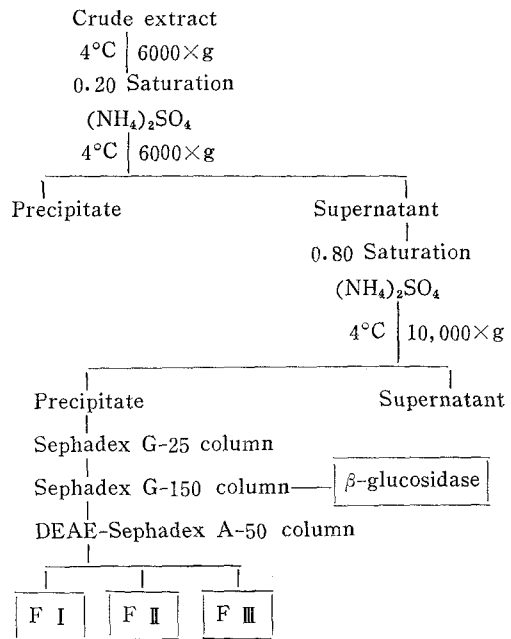 Crude extract
4°C 6000×g
0.20 Saturation
(NH₄)₂SO₄
4°C 6000×g
Precipitate Supernatant
0.80 Saturation
(NH₄)₂SO₄
4°C 10,000×g
Precipitate Supernatant
Sephadex G-25 column
Sephadex G-150 column β-glucosidase
DEAE-Sephadex A-50 column
F Ⅰ F Ⅱ F Ⅲ